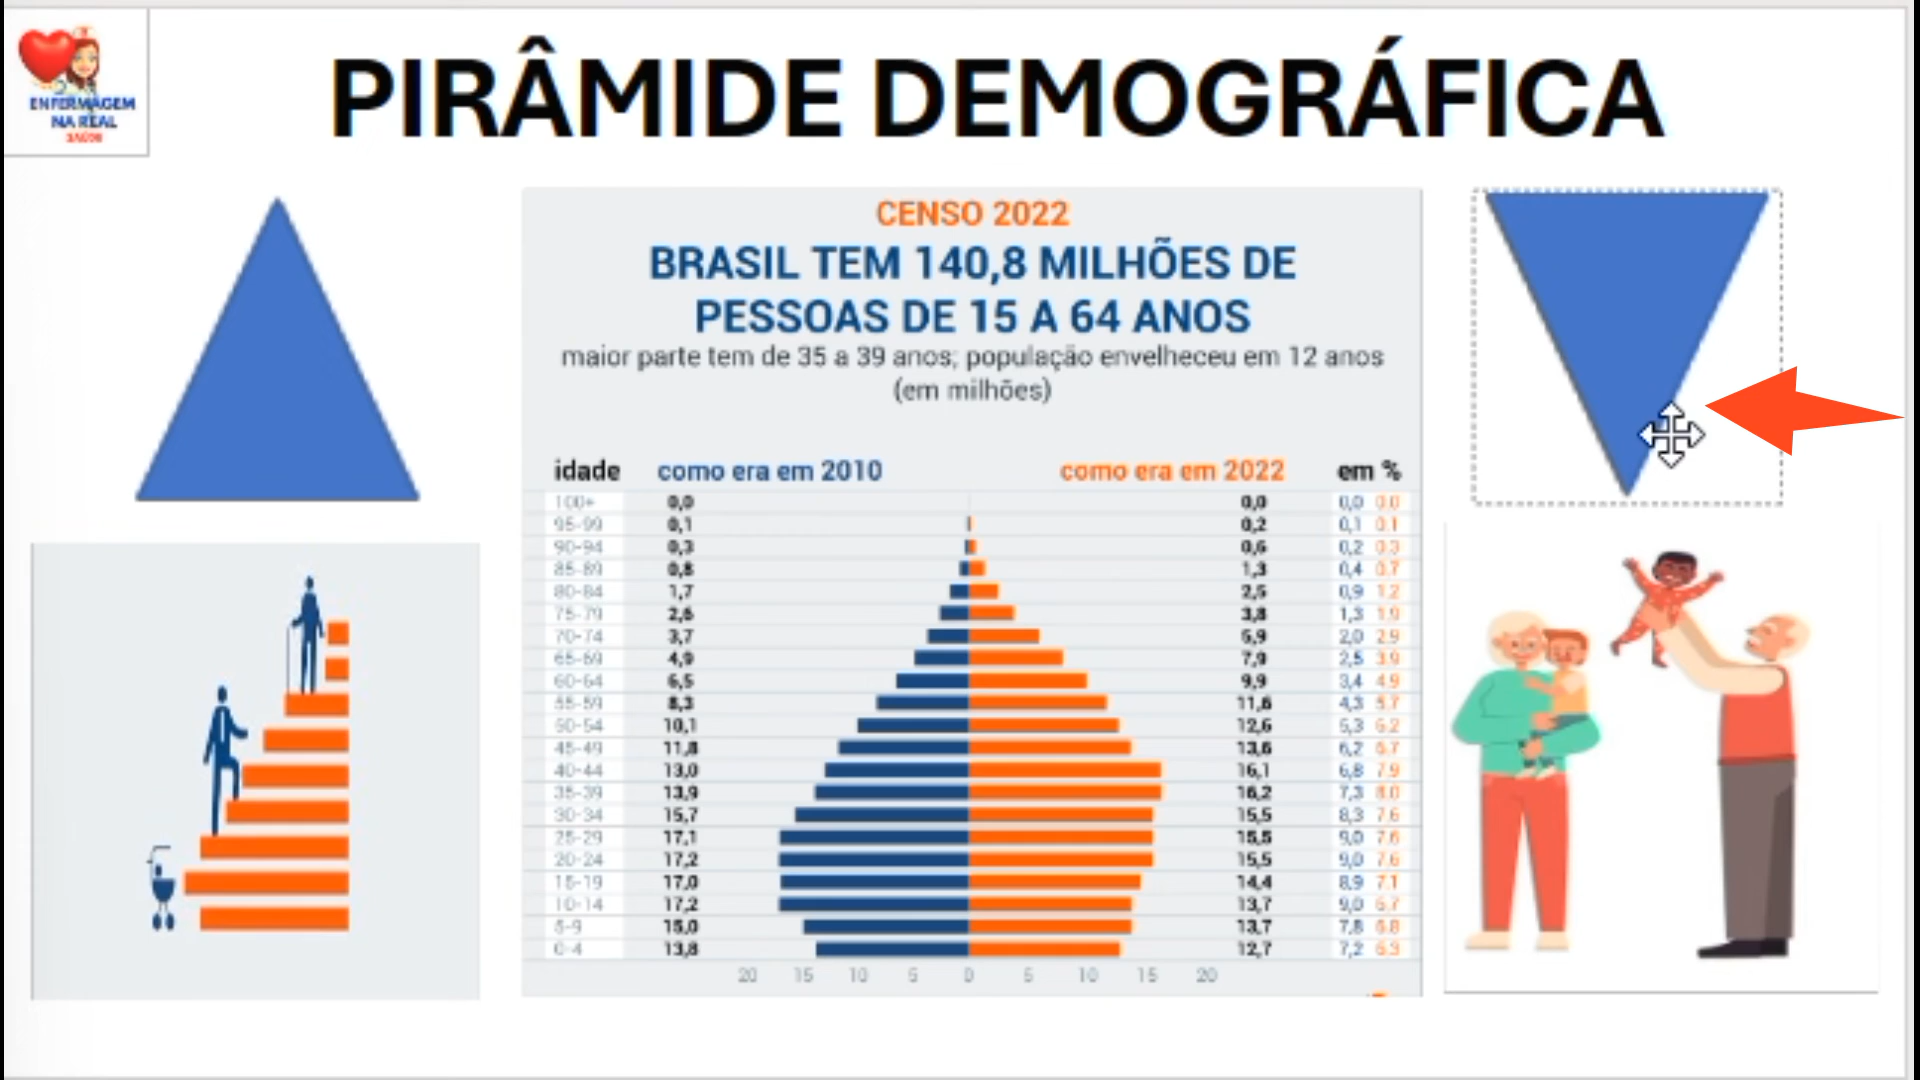 ENFERMAGEM
NA REAL
SAÚDE
PIRÂMIDE DEMOGRÁFICA
CENSO 2022
BRASIL TEM 140,8 MILHÕES DE
PESSOAS DE 15 A 64 ANOS
maior parte tem de 35 a 39 anos; população envelheceu em 12 anos
(em milhões)
idade como era em 2010 como era em 2022 em %
100+ 0,0 0,0 0,0 0,0
95-99 0,1 0,2 0,1 0,1
90-94 0,3 0,6 0,2 0,3
85-89 0,8 1,3 0,4 0,7
80-84 1,7 2,5 0,9 1,2
75-79 2,6 3,8 1,3 1,9
70-74 3,7 5,9 2,0 2,9
65-69 4,9 7,9 2,5 3,9
60-64 6,5 9,9 3,4 4,9
55-59 8,3 11,6 4,3 5,7
50-54 10,1 12,6 5,3 6,2
45-49 11,8 13,6 6,2 6,7
40-44 13,0 16,1 6,8 7,9
35-39 13,9 16,2 7,3 8,0
30-34 15,7 15,5 8,3 7,6
25-29 17,1 15,5 9,0 7,6
20-24 17,2 15,5 9,0 7,6
15-19 17,0 14,4 8,9 7,1
10-14 17,2 13,7 9,0 6,7
5-9 15,0 13,7 7,8 6,8
0-4 13,8 12,7 7,2 6,3
20 15 10 5 0 5 10 15 20